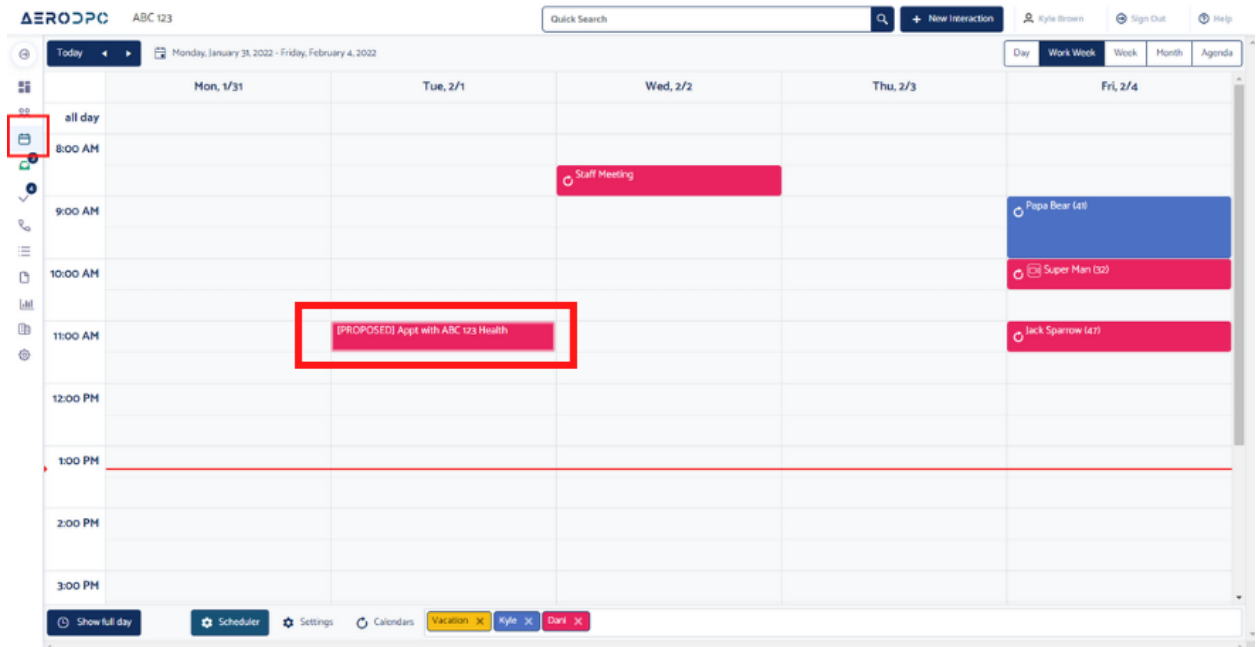 AERODPC ABC 123 Quick Search + New Interaction Kyle Brown Sign Out Help
Today Monday, January 31, 2022 - Friday, February 4, 2022 Day Work Week Week Month Agenda
Mon, 1/31 Tue, 2/1 Wed, 2/2 Thu, 2/3 Fri, 2/4
all day
8:00 AM
Staff Meeting
9:00 AM Papa Bear (41)
10:00 AM Super Man (32)
11:00 AM [PROPOSED] Appt with ABC 123 Health Jack Sparrow (47)
12:00 PM
1:00 PM
2:00 PM
3:00 PM
Show full day Scheduler Settings Calendars Vacation X Kyle X Dani X